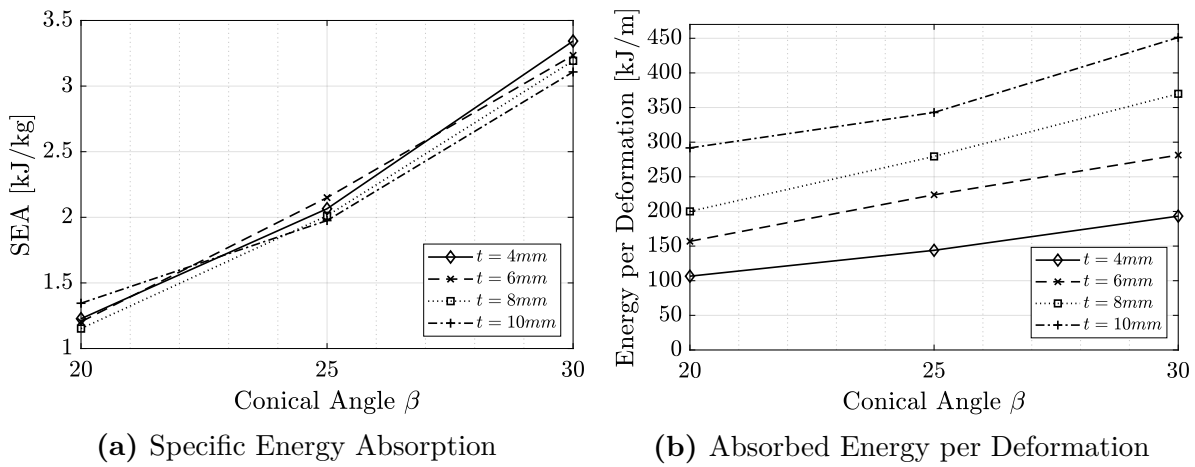 3.5
3
2.5
2
1.5
1
SEA [kJ/kg]
20
25
30
Conical Angle β
t = 4mm
t = 6mm
t = 8mm
t = 10mm
(a) Specific Energy Absorption
450
400
350
300
250
200
150
100
50
0
Energy per Deformation [kJ/m]
20
25
30
Conical Angle β
t = 4mm
t = 6mm
t = 8mm
t = 10mm
(b) Absorbed Energy per Deformation